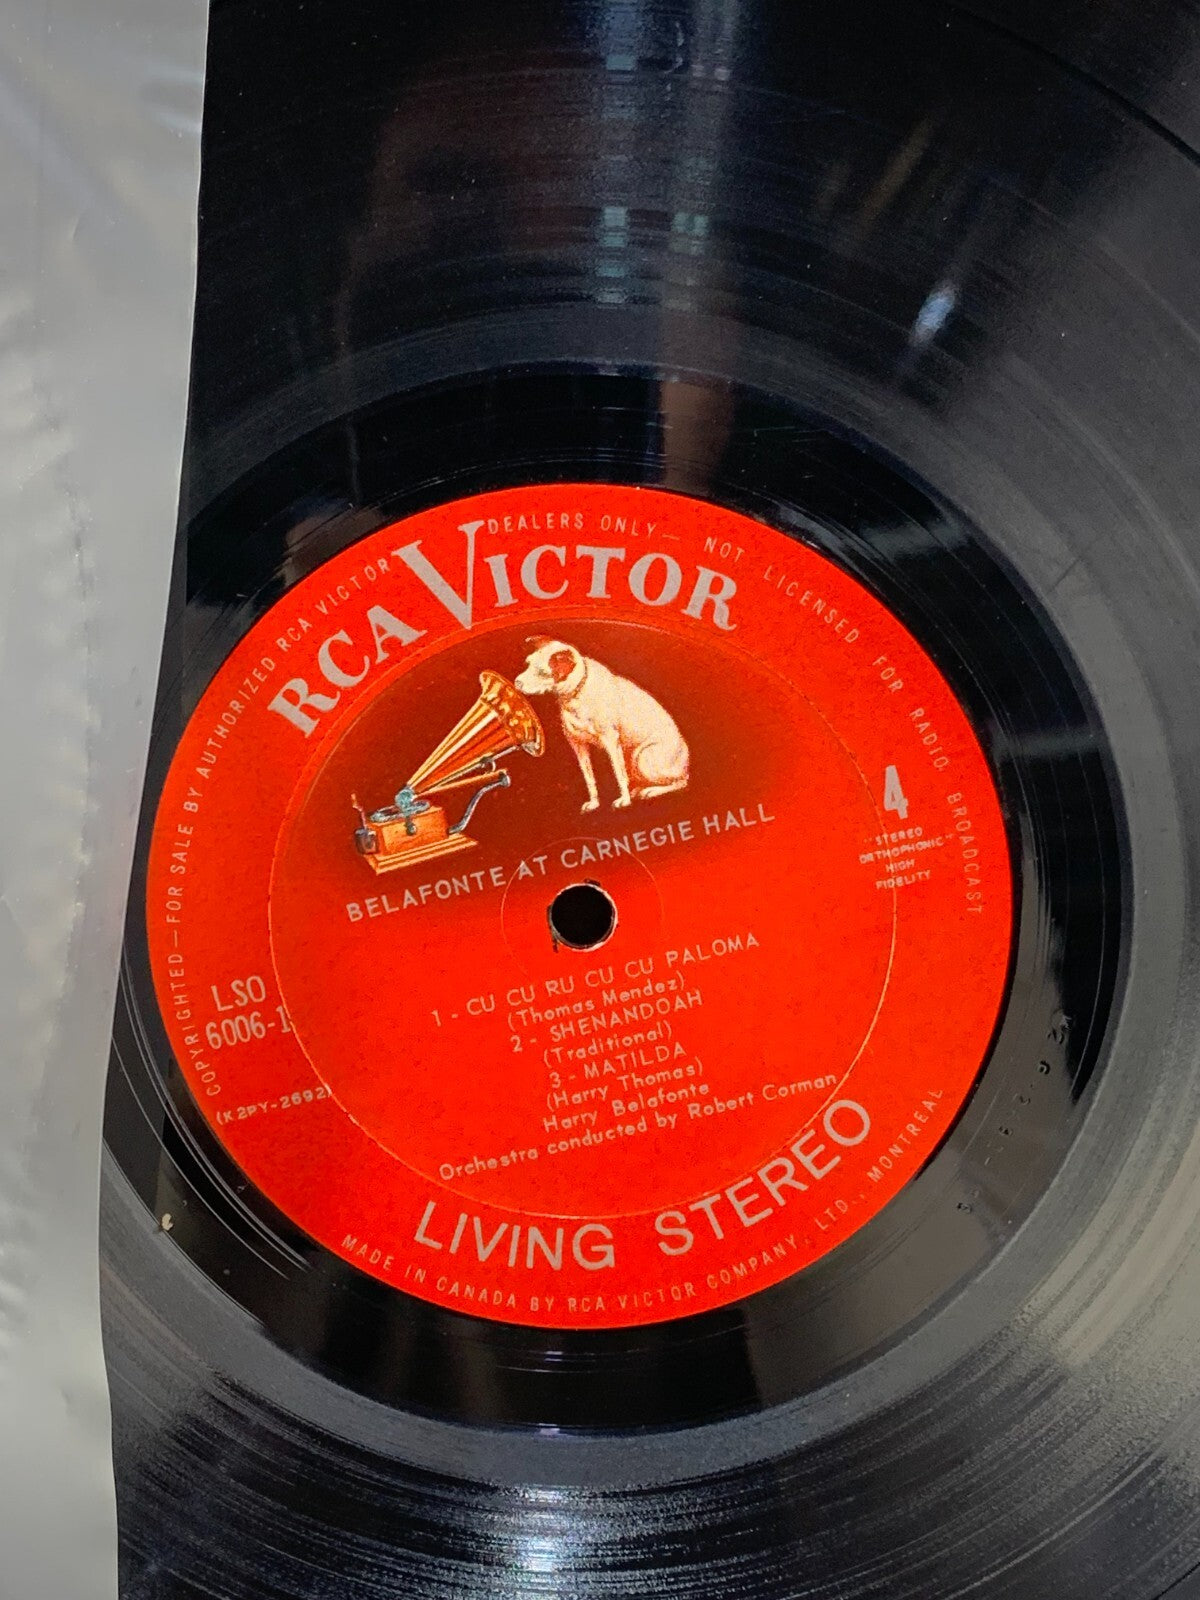 COPYRIGHTED—FOR SALE BY AUTHORIZED RCA VICTOR DEALERS ONLY— NOT LICENSED FOR RADIO BROADCAST
RCA VICTOR
4
"STEREO
ORTHOPHONIC"
HIGH
FIDELITY
BELAFONTE AT CARNEGIE HALL
LSO
6006-1
(K2PY-2692)
1 - CU CU RU CU CU PALOMA
(Thomas Mendez)
2 - SHENANDOAH
(Traditional)
3 - MATILDA
(Harry Thomas)
Harry Belafonte
Orchestra conducted by Robert Corman
LIVING STEREO
MADE IN CANADA BY RCA VICTOR COMPANY, LTD., MONTREAL